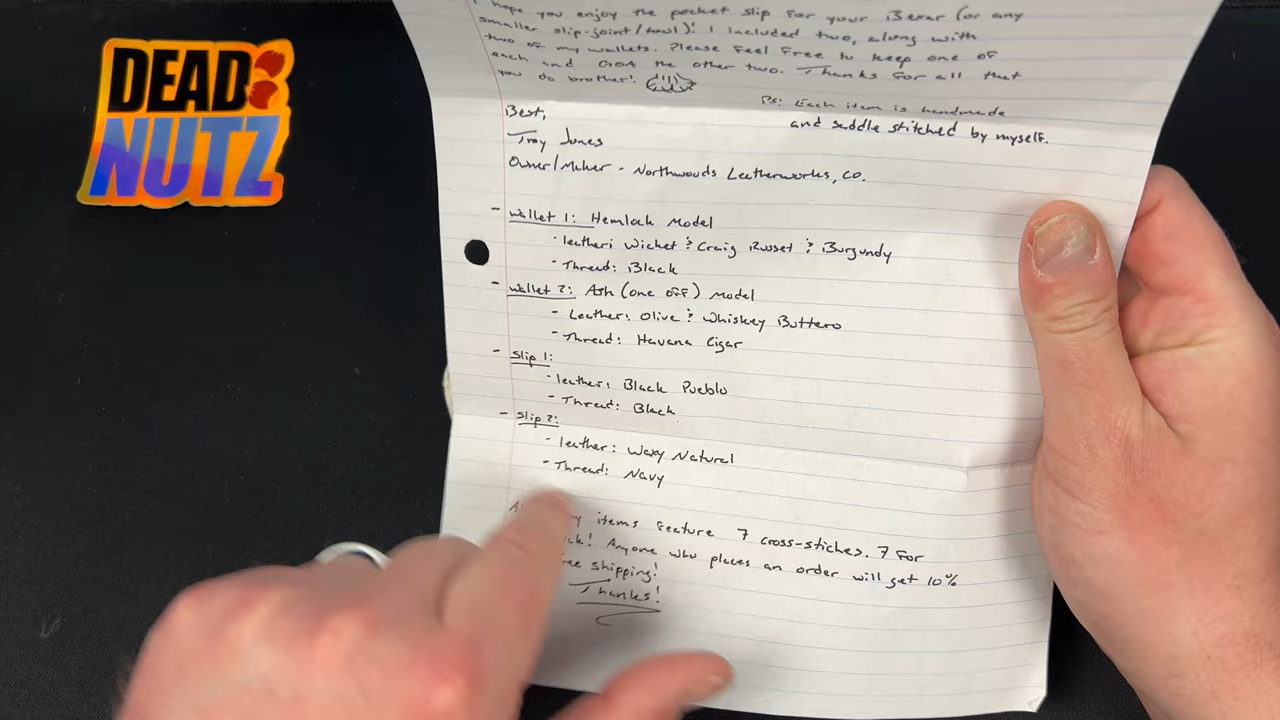 DEAD
NUTZ
I hope you enjoy the pocket slip for your Bexar (or any
smaller slip-joint/tool)! I included two, along with
two of my wallets. Please feel free to keep one of
each and GAA the other two. Thanks for all that
you do brother!
Ps: Each item is handmade
and saddle stitched by myself.
Best,
Troy Jones
Owner/Maker - Northwoods Leatherworks, co.
- Wallet 1: Hemlock Model
· leather: Wicket & Craig Russet & Burgundy
· Thread: Black
- Wallet 2: Ash (one off) Model
- Leather: Olive & Whiskey Buttero
- Thread: Havana Cigar
- Slip 1:
· leather: Black Pueblo
- Thread: Black
- Slip 2:
- leather: Waxy Natural
- Thread: Navy
items feature 7 cross-stiches. 7 for
Anyone who places an order will get 10%
shipping!
Thanks!